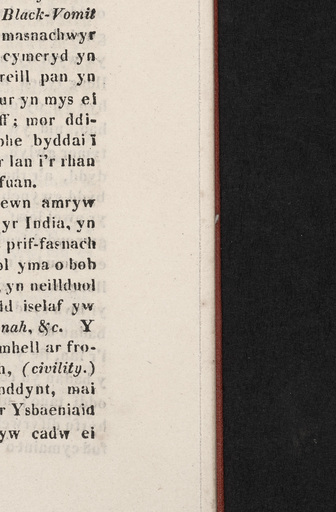 Black-Vomit
masnachwyr
cymeryd yn
reill pan yn
ur yn mys ei
ff; mor ddi-
phe byddai i
r lan i'r rhan
fuan.
ewn amryw
yr India, yn
prif-fasnach
ol yma o bob
, yn neillduol
dd iselaf yw
nah, &c. Y
mhell ar fro-
n, (civility.)
nddynt, mai
r Ysbaeniaid
yw cadw ei